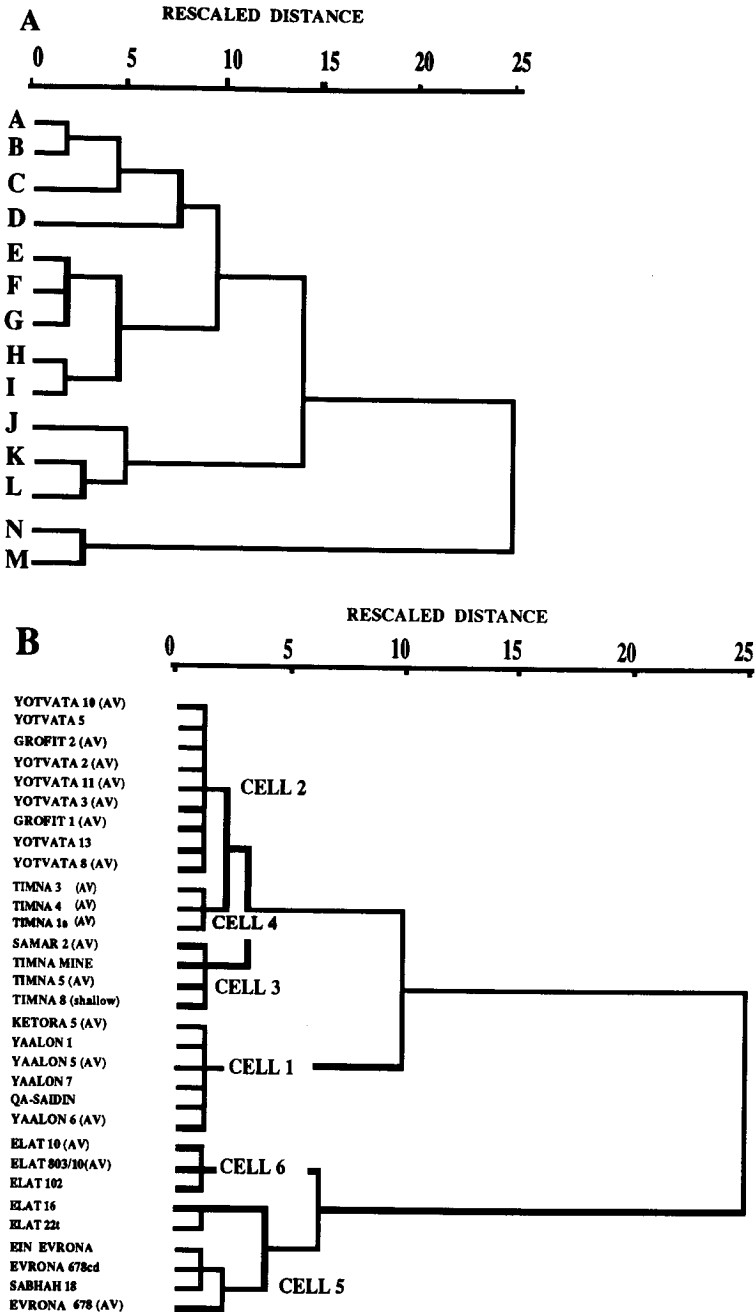 A
RESCALED DISTANCE
0 5 10 15 20 25
A
B
C
D
E
F
G
H
I
J
K
L
N
M
RESCALED DISTANCE
B
0 5 10 15 20 25
YOTVATA 10 (AV)
YOTVATA 5
GROFIT 2 (AV)
YOTVATA 2 (AV)
YOTVATA 11 (AV)
CELL 2
YOTVATA 3 (AV)
GROFIT 1 (AV)
YOTVATA 13
YOTVATA 8 (AV)
TIMNA 3 (AV)
TIMNA 4 (AV)
TIMNA 1a (AV)
CELL 4
SAMAR 2 (AV)
TIMNA MINE
TIMNA 5 (AV)
CELL 3
TIMNA 8 (shallow)
KETORA 5 (AV)
YAALON 1
YAALON 5 (AV)
CELL 1
YAALON 7
QA-SAIDIN
YAALON 6 (AV)
ELAT 10 (AV)
ELAT 803/10(AV)
CELL 6
ELAT 102
ELAT 16
ELAT 22t
EIN EVRONA
EVRONA 678cd
SABHAH 18
CELL 5
EVRONA 678 (AV)